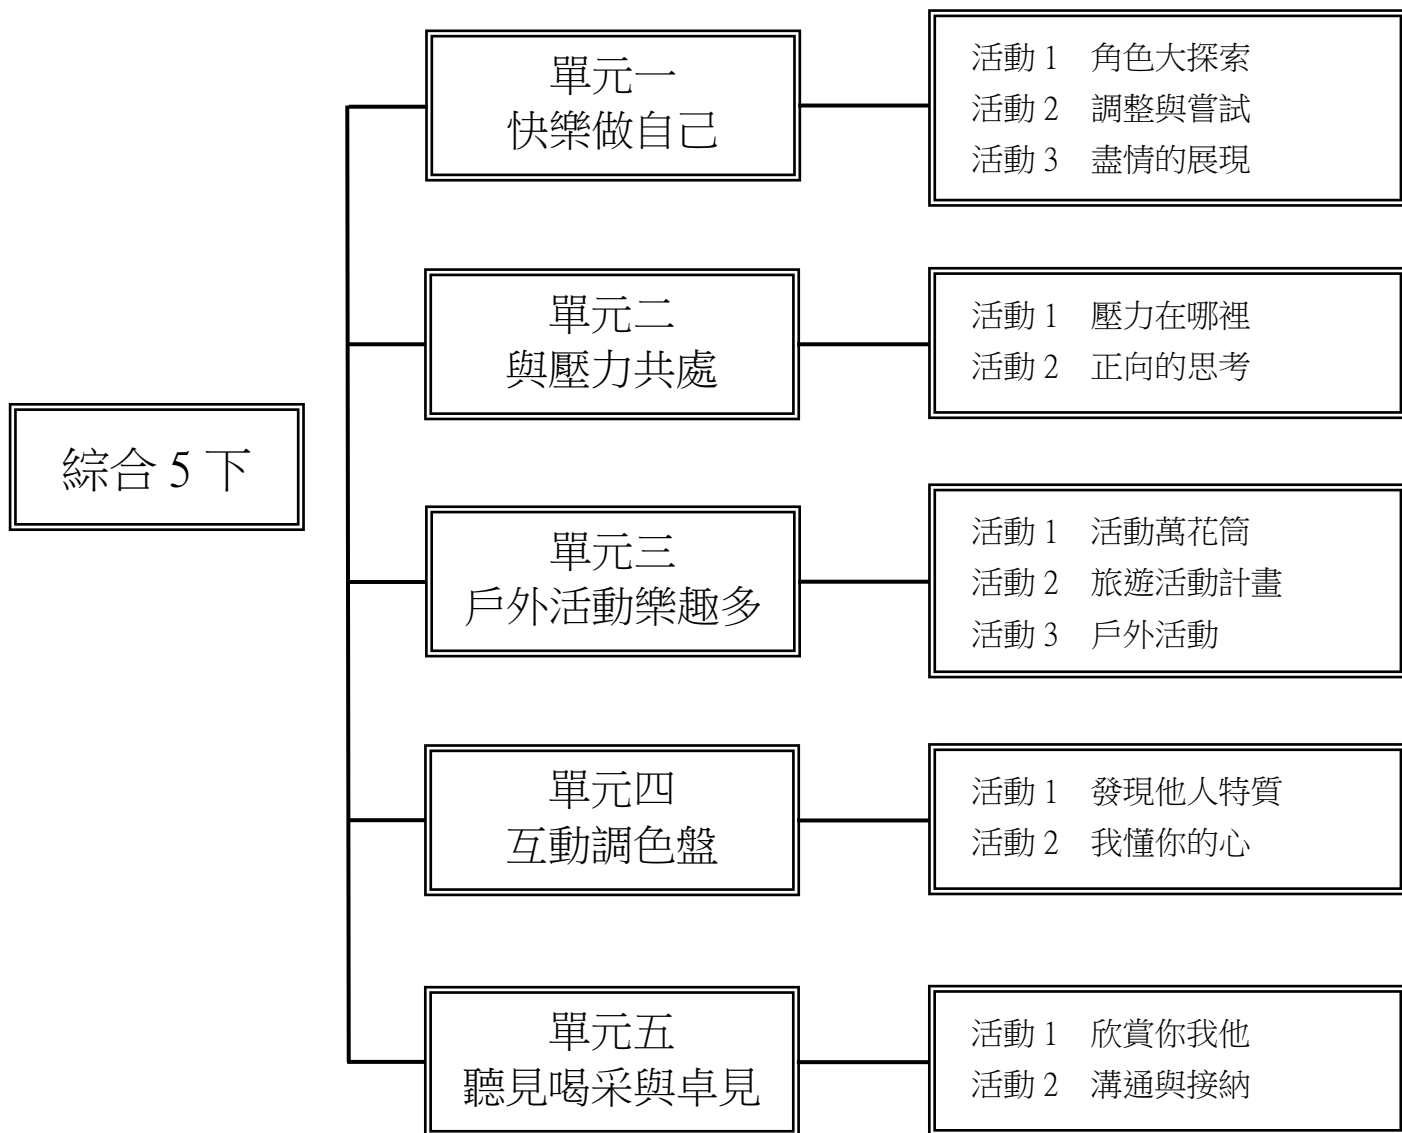 綜合 5 下
單元一
快樂做自己
活動 1　角色大探索
活動 2　調整與嘗試
活動 3　盡情的展現
單元二
與壓力共處
活動 1　壓力在哪裡
活動 2　正向的思考
單元三
戶外活動樂趣多
活動 1　活動萬花筒
活動 2　旅遊活動計畫
活動 3　戶外活動
單元四
互動調色盤
活動 1　發現他人特質
活動 2　我懂你的心
單元五
聽見喝采與卓見
活動 1　欣賞你我他
活動 2　溝通與接納